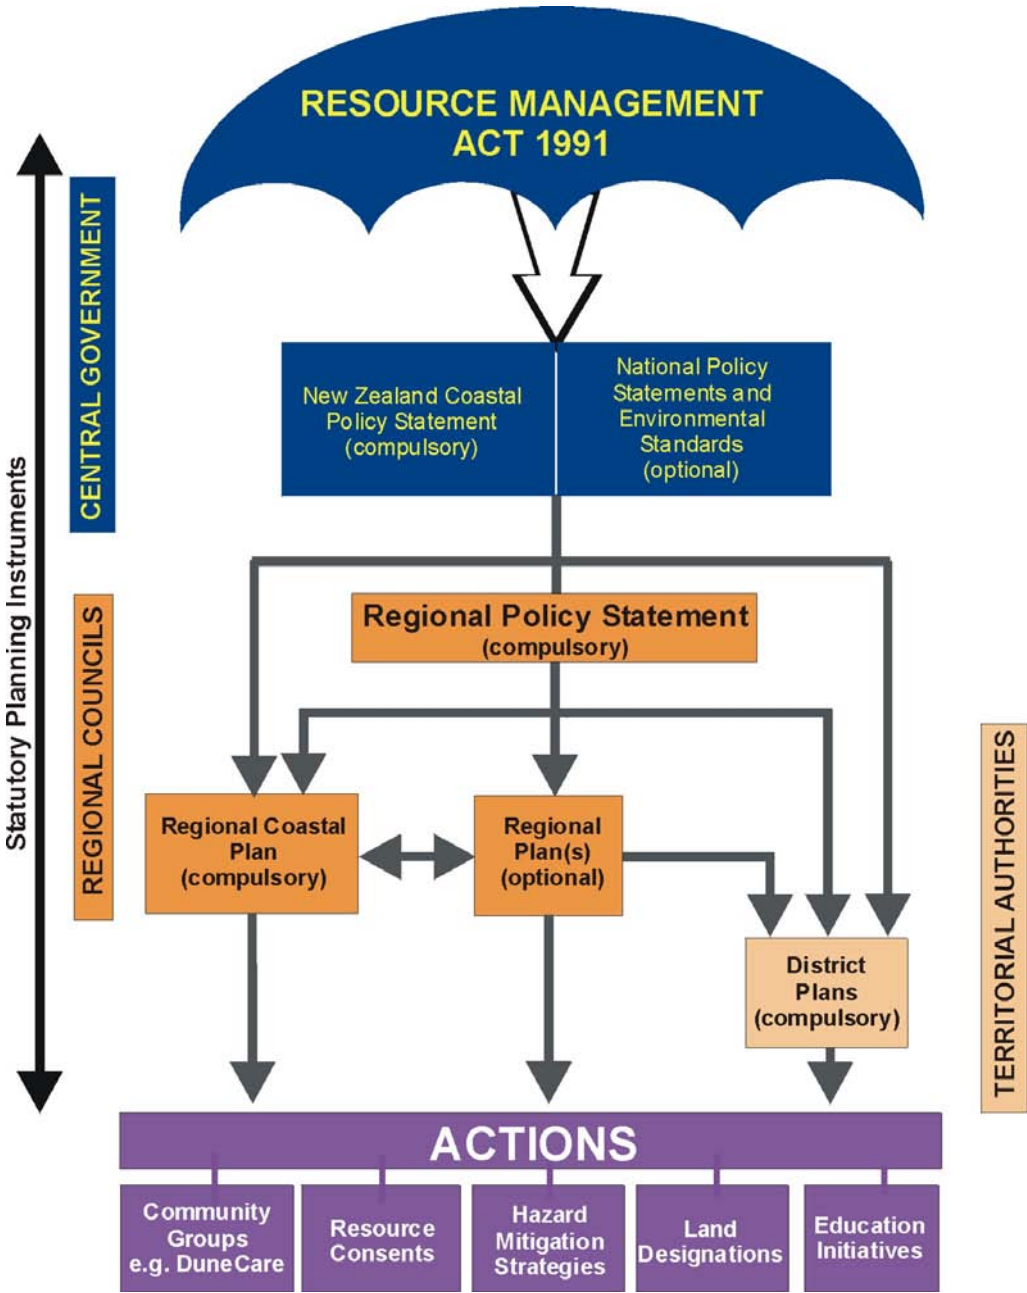 RESOURCE MANAGEMENT
ACT 1991
Statutory Planning Instruments
CENTRAL GOVERNMENT
New Zealand Coastal
Policy Statement
(compulsory)
National Policy
Statements and
Environmental
Standards
(optional)
REGIONAL COUNCILS
Regional Policy Statement
(compulsory)
Regional Coastal
Plan
(compulsory)
Regional
Plan(s)
(optional)
TERRITORIAL AUTHORITIES
District
Plans
(compulsory)
ACTIONS
Community
Groups
e.g. DuneCare
Resource
Consents
Hazard
Mitigation
Strategies
Land
Designations
Education
Initiatives